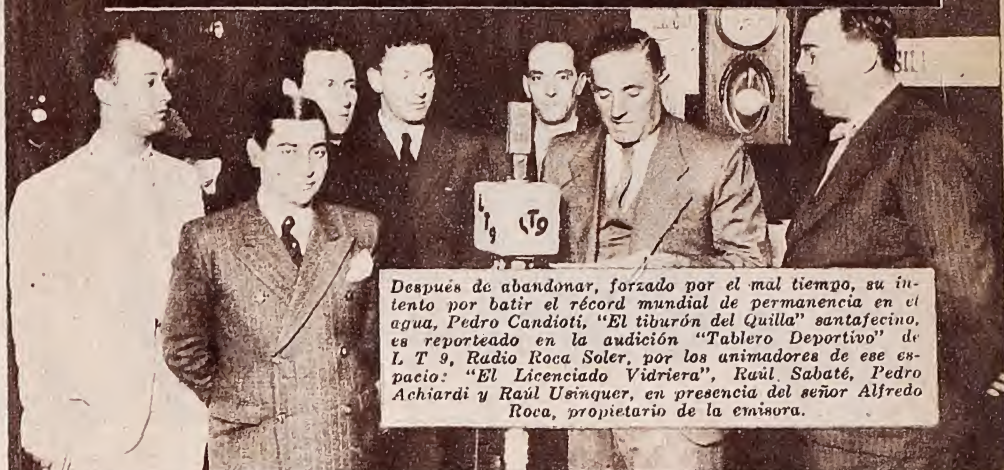 SIL
L
T
9
LT9
Después de abandonar, forzado por el mal tiempo, su in-
tento por batir el récord mundial de permanencia en el
agua, Pedro Candioti, "El tiburón del Quilla" santafecino,
es reporteado en la audición "Tablero Deportivo" de
L T 9, Radio Roca Soler, por los animadores de ese es-
pacio: "El Licenciado Vidriera", Raúl Sabaté, Pedro
Achiardi y Raúl Usinquer, en presencia del señor Alfredo
Roca, propietario de la emisora.